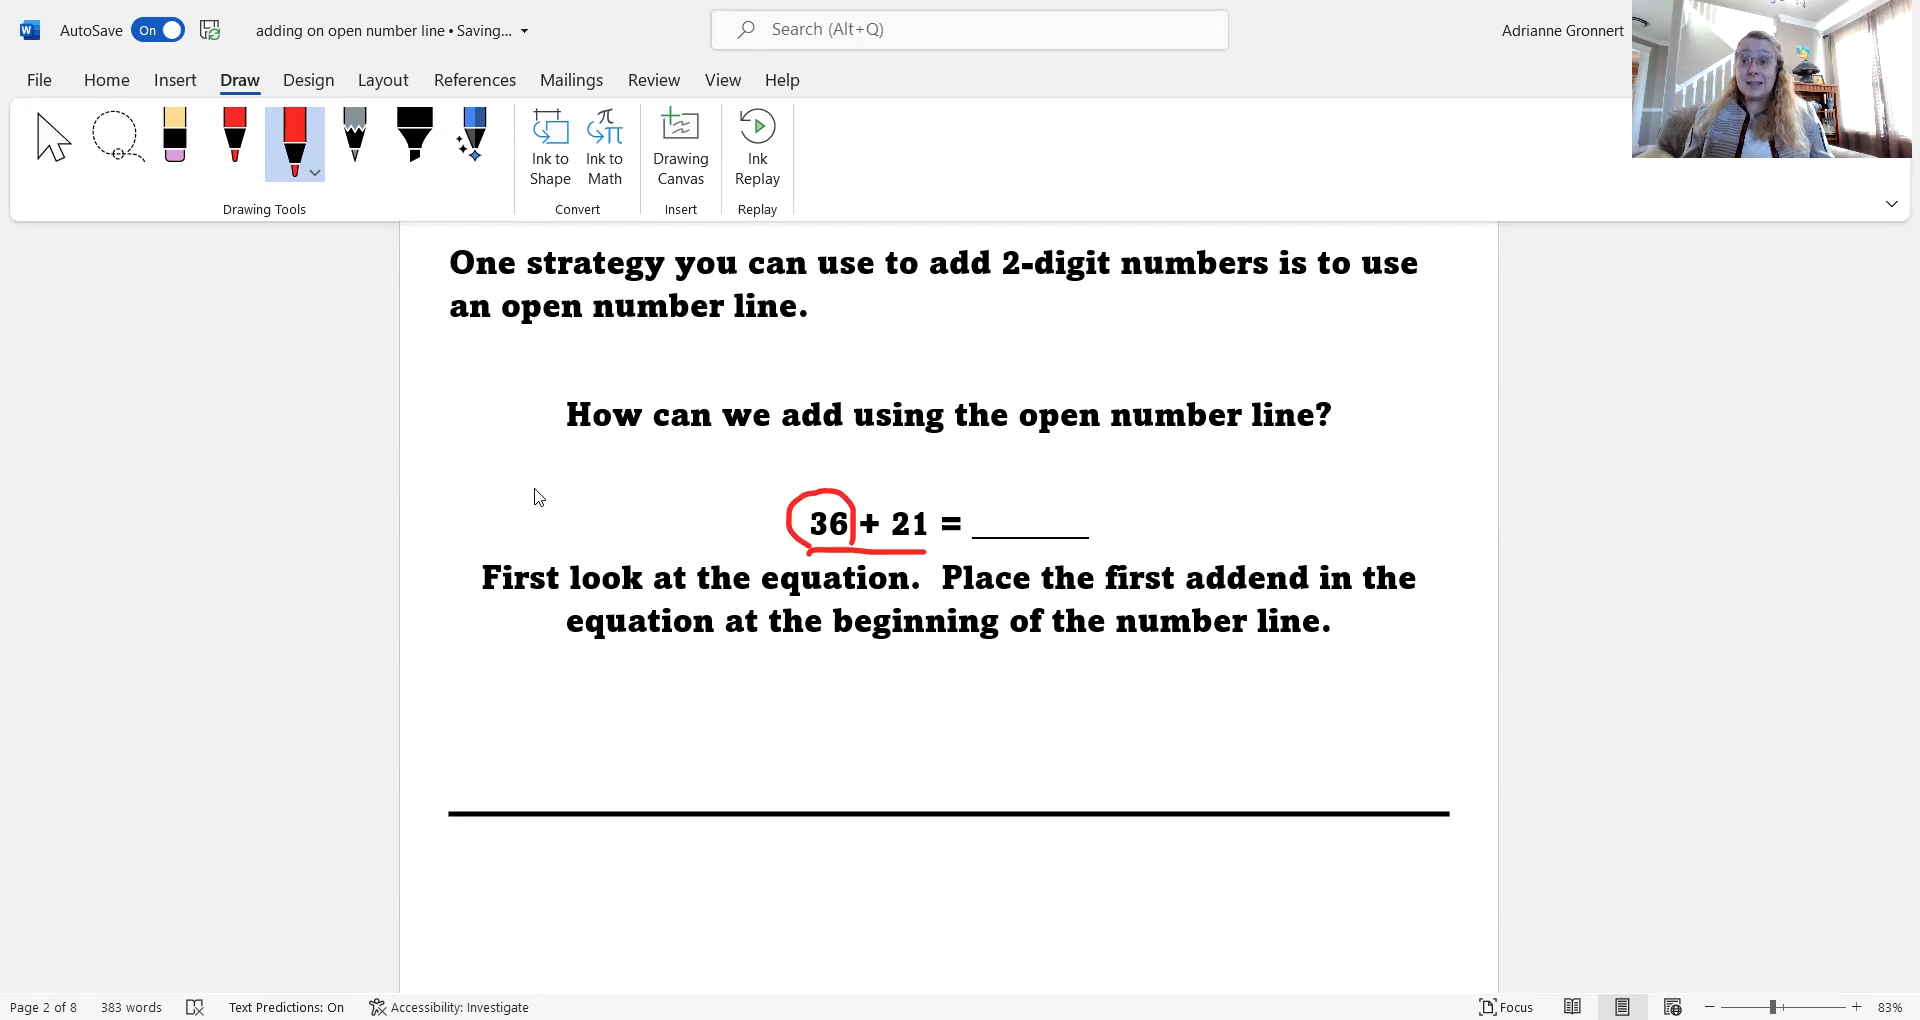 AutoSave On adding on open number line • Saving... Search (Alt+Q) Adrianne Gronnert
File Home Insert Draw Design Layout References Mailings Review View Help
Ink to Shape
Ink to Math
Drawing Canvas
Ink Replay
Drawing Tools Convert Insert Replay
One strategy you can use to add 2-digit numbers is to use
an open number line.
How can we add using the open number line?
36 + 21 = _______
First look at the equation. Place the first addend in the
equation at the beginning of the number line.
Page 2 of 8 383 words Text Predictions: On Accessibility: Investigate Focus 83%